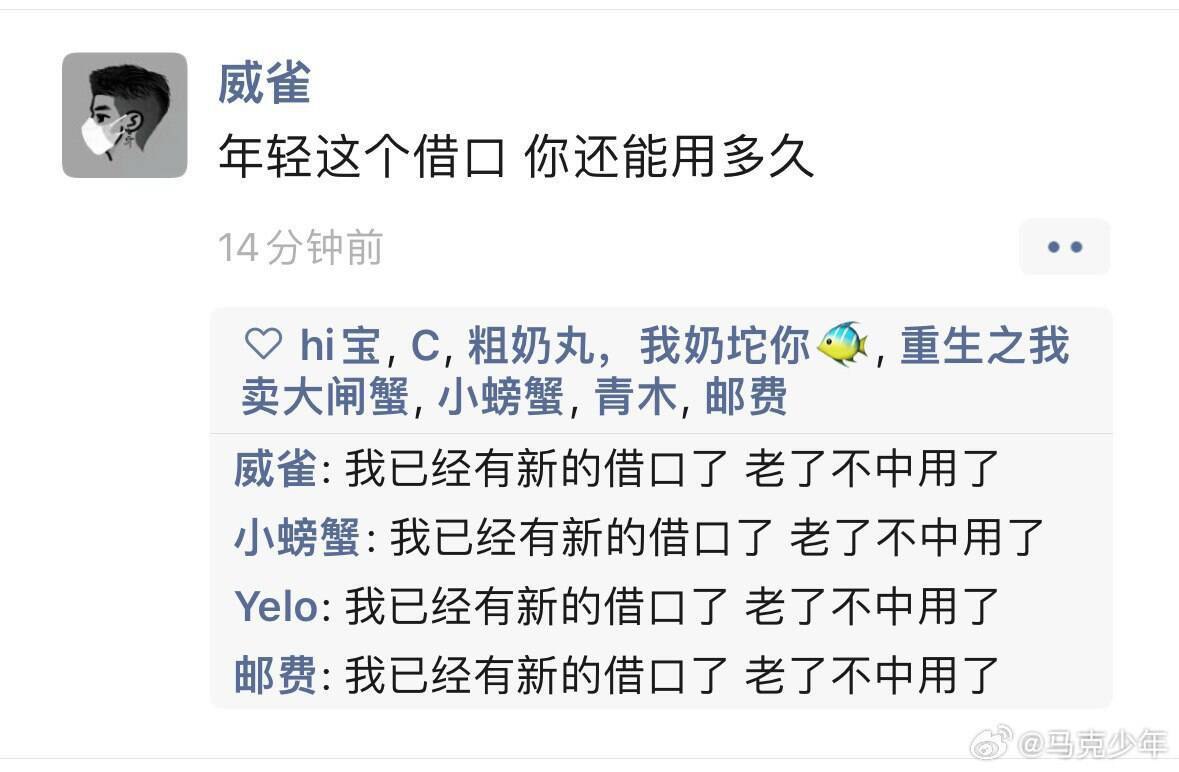 威雀
年轻这个借口 你还能用多久
14分钟前
hi宝, C, 粗奶丸，我奶坨你🐠, 重生之我
卖大闸蟹, 小螃蟹, 青木, 邮费
威雀: 我已经有新的借口了 老了不中用了
小螃蟹: 我已经有新的借口了 老了不中用了
Yelo: 我已经有新的借口了 老了不中用了
邮费: 我已经有新的借口了 老了不中用了
@马克少年